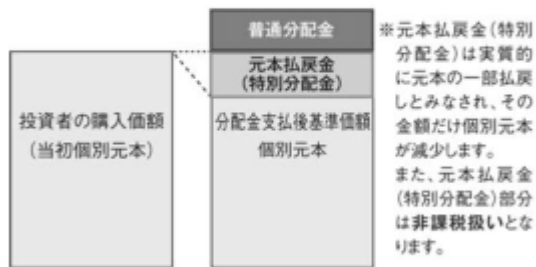 普通分配金
元本払戻金
(特別分配金)
投資者の購入価額
(当初個別元本)
分配金支払後基準価額
個別元本
※元本払戻金(特別
分配金)は実質的
に元本の一部払戻
しとみなされ、その
金額だけ個別元本
が減少します。
また、元本払戻金
(特別分配金)部分
は非課税扱いとな
ります。